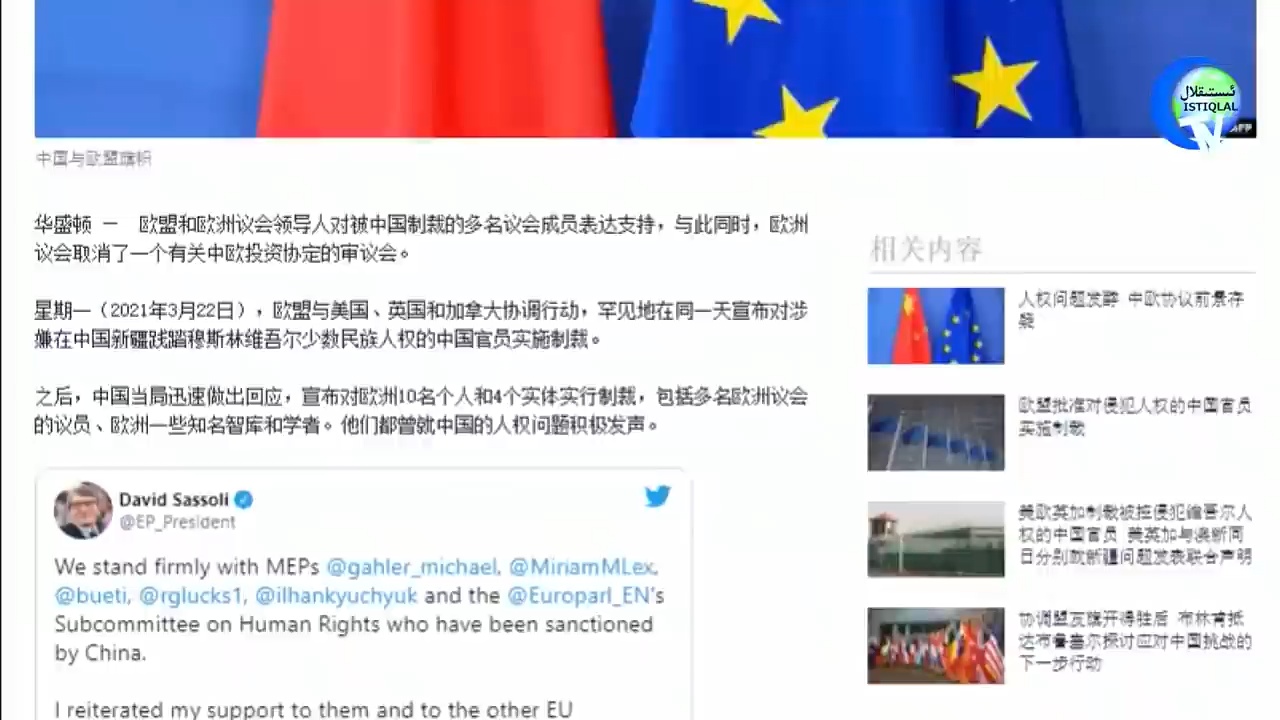 ئىستىقلال
ISTIQLAL
TV
AFP
中国与欧盟旗帜
华盛顿 — 欧盟和欧洲议会领导人对被中国制裁的多名议会成员表达支持，与此同时，欧洲
议会取消了一个有关中欧投资协定的审议会。
星期一（2021年3月22日），欧盟与美国、英国和加拿大协调行动，罕见地在同一天宣布对涉
嫌在中国新疆践踏穆斯林维吾尔少数民族人权的中国官员实施制裁。
之后，中国当局迅速做出回应，宣布对欧洲10名个人和4个实体实行制裁，包括多名欧洲议会
的议员、欧洲一些知名智库和学者。他们都曾就中国的人权问题积极发声。
David Sassoli
@EP_President
We stand firmly with MEPs @gahler_michael, @MiriamMLex,
@bueti, @rglucks1, @ilhankyuchyuk and the @Europarl_EN's
Subcommittee on Human Rights who have been sanctioned
by China.
I reiterated my support to them and to the other EU
相关内容
人权问题发酵 中欧协议前景存
疑
欧盟批准对侵犯人权的中国官员
实施制裁
美欧英加制裁被控侵犯维吾尔人
权的中国官员 美英加与澳新同
日分别就新疆问题发表联合声明
协调盟友旗开得胜后 布林肯抵
达布鲁塞尔探讨应对中国挑战的
下一步行动